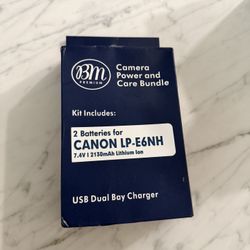 BM
PREMIUM
Camera
Power and
Care Bundle
Kit Includes:
2 Batteries for
CANON LP-E6NH
7.4V | 2130mAh Lithium Ion
USB Dual Bay Charger